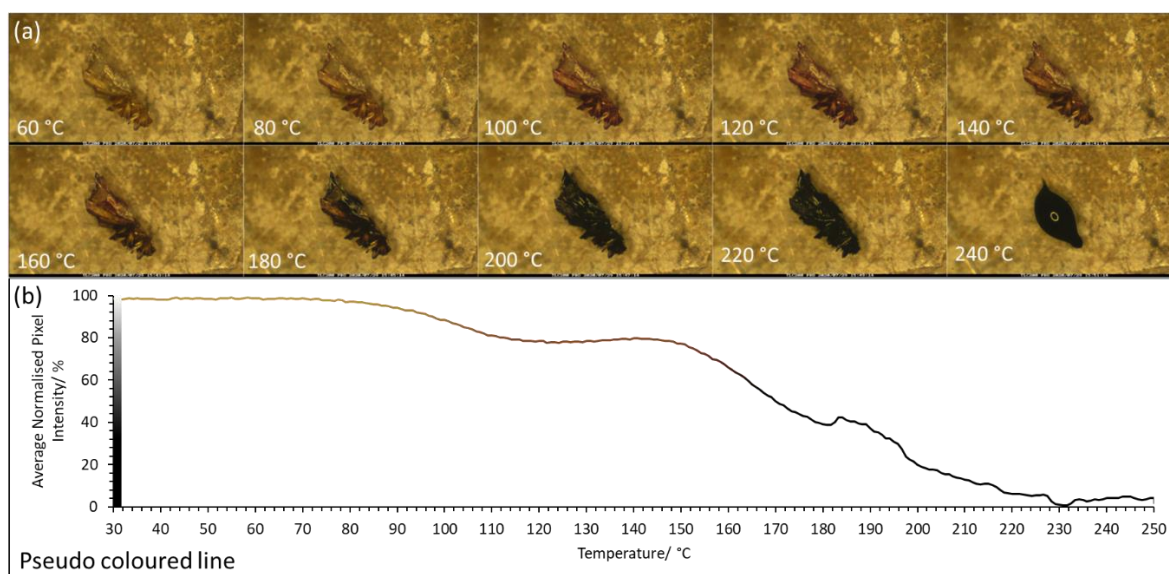 (a)
60 °C
80 °C
100 °C
120 °C
140 °C
160 °C
180 °C
200 °C
220 °C
240 °C
(b)
100
80
60
40
20
0
Average Normalised Pixel
Intensity/ %
30 40 50 60 70 80 90 100 110 120 130 140 150 160 170 180 190 200 210 220 230 240 250
Temperature/ °C
Pseudo coloured line